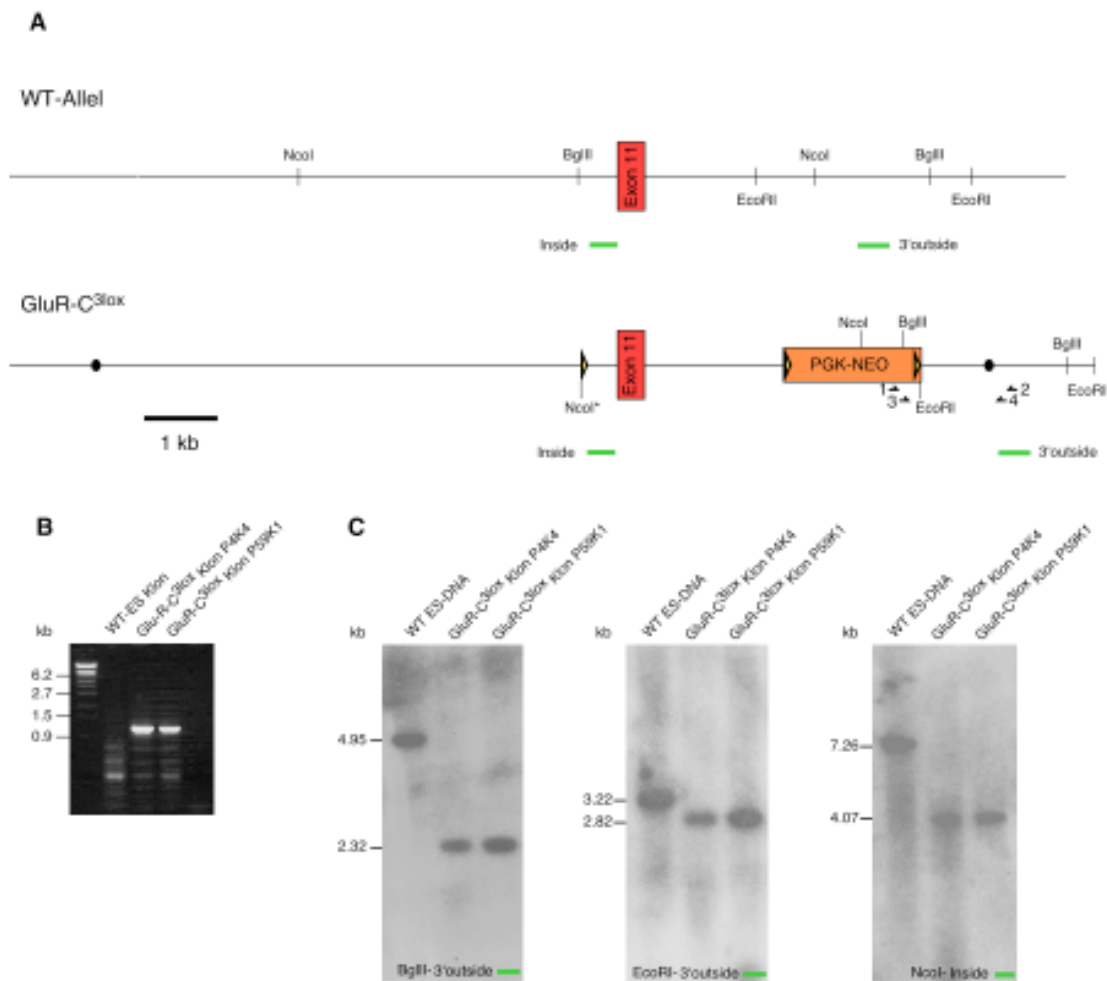 A
WT-Allel
NcoI BglII NcoI BglII
Exon 11
EcoRI EcoRI
Inside 3'outside
GluR-C3lox
NcoI BglII
BglII
Exon 11
PGK-NEO
1 2
3 4
NcoI* EcoRI EcoRI
1 kb
Inside 3'outside
B
kb
WT-ES Klon
Glu-R-C3lox Klon P4K4
GluR-C3lox Klon P59K1
6.2
2.7
1.5
0.9
C
kb
WT ES-DNA
GluR-C3lox Klon P4K4
GluR-C3lox Klon P59K1
4.95
2.32
BglII-3'outside
kb
WT ES-DNA
GluR-C3lox Klon P4K4
GluR-C3lox Klon P59K1
3.22
2.82
EcoRI-3'outside
kb
WT ES-DNA
GluR-C3lox Klon P4K4
GluR-C3lox Klon P59K1
7.26
4.07
NcoI-Inside